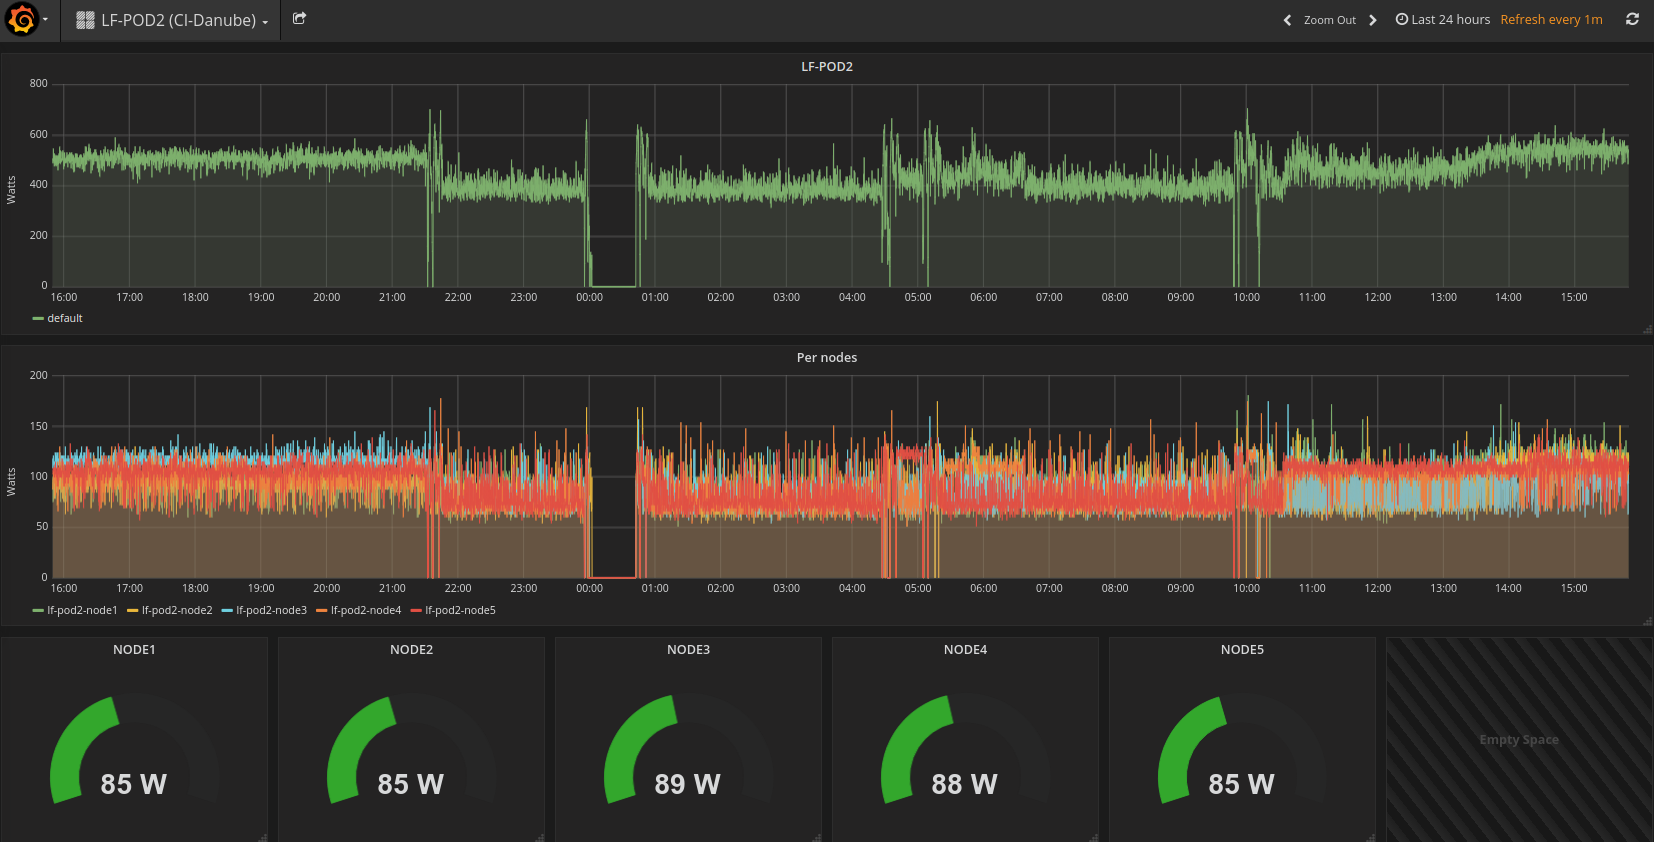 LF-POD2 (CI-Danube)
Zoom Out Last 24 hours Refresh every 1m
LF-POD2
Watts
800
600
400
200
0
16:00 17:00 18:00 19:00 20:00 21:00 22:00 23:00 00:00 01:00 02:00 03:00 04:00 05:00 06:00 07:00 08:00 09:00 10:00 11:00 12:00 13:00 14:00 15:00
default
Per nodes
Watts
200
150
100
50
0
16:00 17:00 18:00 19:00 20:00 21:00 22:00 23:00 00:00 01:00 02:00 03:00 04:00 05:00 06:00 07:00 08:00 09:00 10:00 11:00 12:00 13:00 14:00 15:00
lf-pod2-node1 lf-pod2-node2 lf-pod2-node3 lf-pod2-node4 lf-pod2-node5
NODE1 NODE2 NODE3 NODE4 NODE5
Empty Space
85 W 85 W 89 W 88 W 85 W